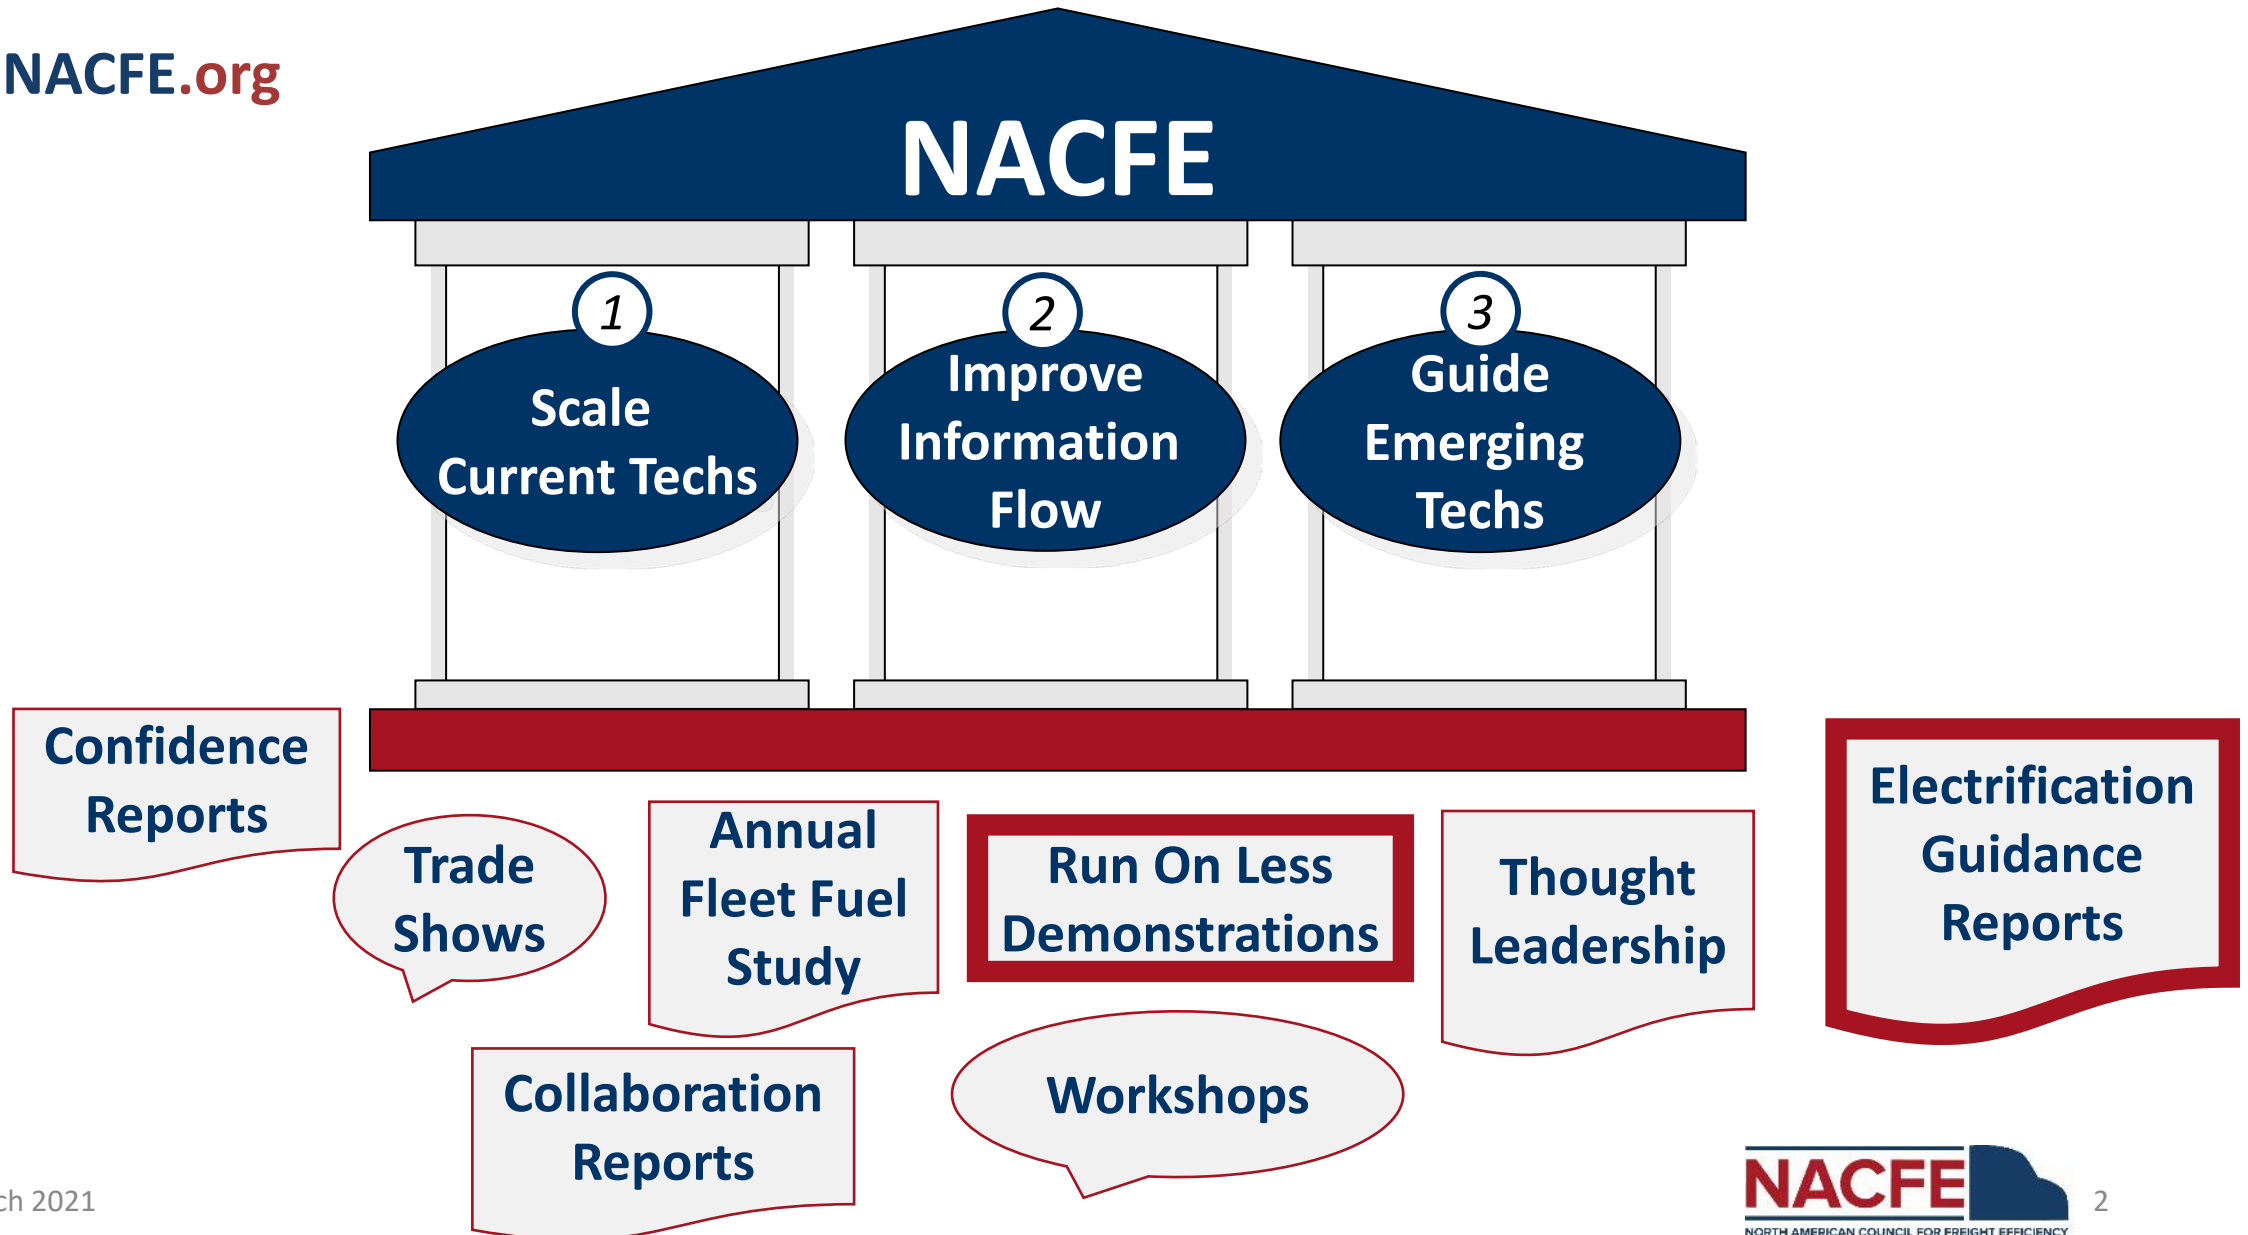 NACFE.org
NACFE
1
2
3
Scale
Current Techs
Improve
Information
Flow
Guide
Emerging
Techs
Confidence
Reports
Trade
Shows
Annual
Fleet Fuel
Study
Run On Less
Demonstrations
Thought
Leadership
Electrification
Guidance
Reports
Collaboration
Reports
Workshops
ch 2021
NACFE
NORTH AMERICAN COUNCIL FOR FREIGHT EFFICIENCY
2